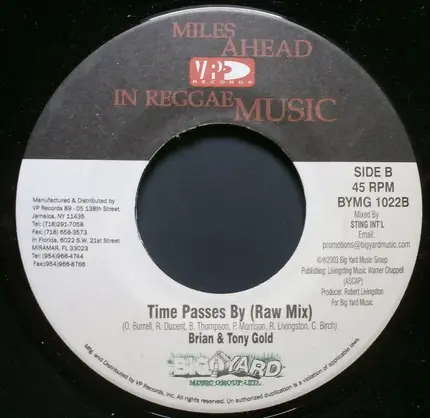 MILES
AHEAD
VP
RECORDS
IN REGGAE MUSIC
SIDE B
45 RPM
BYMG 1022B
Mixed By
STING INT'L
Email:
promotions@bigyardmusic.com
©℗2003 Big Yard Music Group
Publishing: Livingsting Music Warner Chappell
(ASCAP)
Producer: Robert Livingston
For Big Yard Music
Manufactured & Distributed by
VP Records 89 - 05 138th Street
Jamaica, NY 11435
Tel:(718)291-7058
Fax:(718) 658-3573
In Florida, 6022 S.W. 21st Street
MIRAMAR, FL 33023
Tel:(954)966-4744
Fax:(954)966-8766
Time Passes By (Raw Mix)
(O. Burrell, R. Ducent, B. Thompson, P. Morrison, R. Livingston, C. Birch)
Brian & Tony Gold
BIG YARD
MUSIC GROUP LTD.
Mfg. and Distributed by VP Records, Inc. All rights reserved. Unauthorized duplication is a violation of applicable laws.